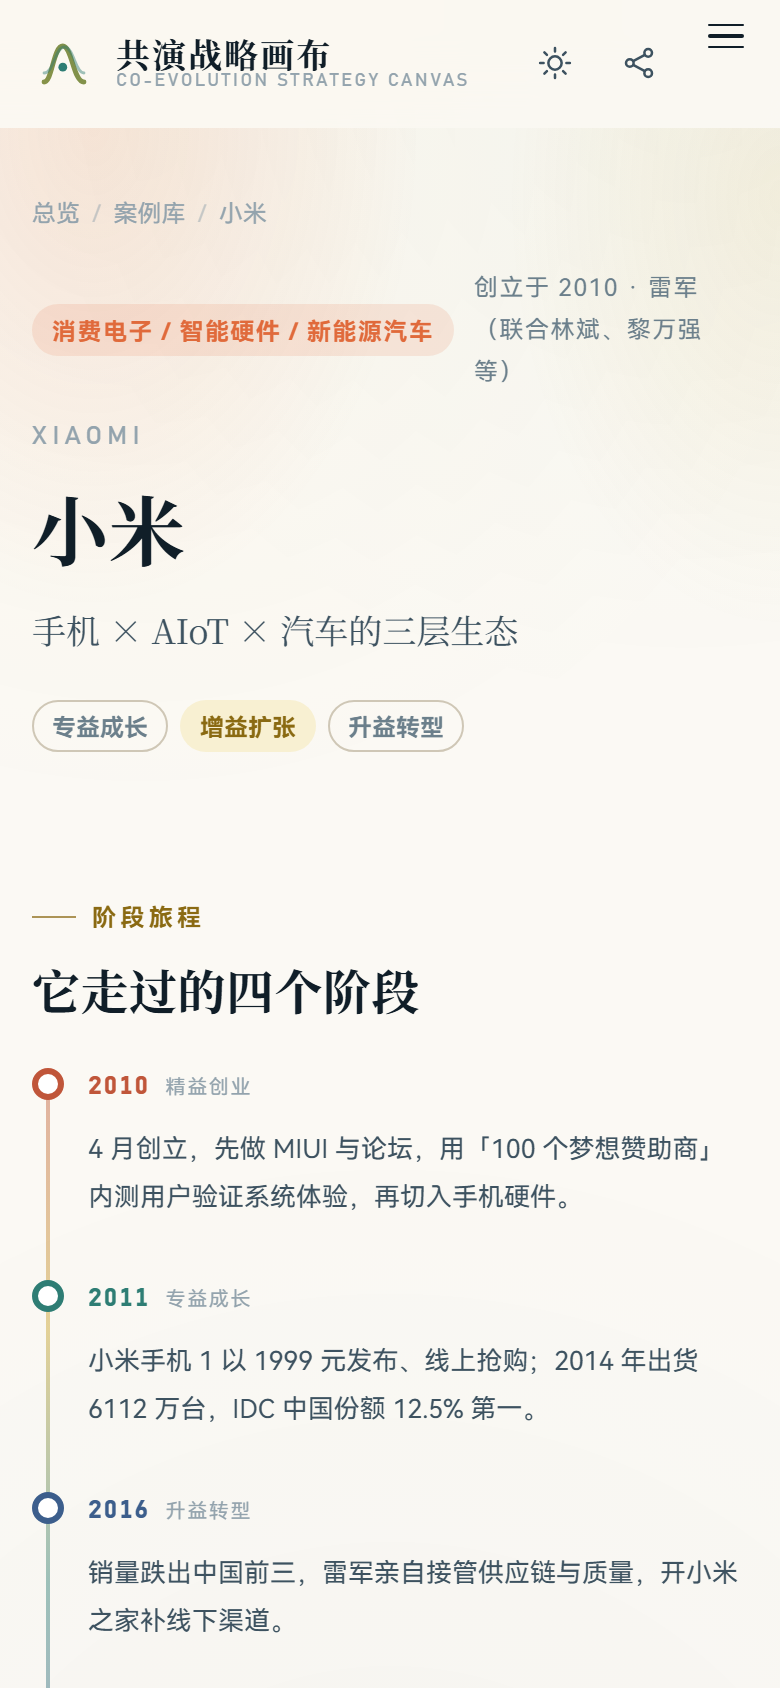 共演战略画布
CO-EVOLUTION STRATEGY CANVAS
总览 / 案例库 / 小米
消费电子 / 智能硬件 / 新能源汽车
创立于 2010 · 雷军
（联合林斌、黎万强
等）
XIAOMI
小米
手机 × AIoT × 汽车的三层生态
专益成长
增益扩张
升益转型
阶段旅程
它走过的四个阶段
2010 精益创业
4 月创立，先做 MIUI 与论坛，用「100 个梦想赞助商」
内测用户验证系统体验，再切入手机硬件。
2011 专益成长
小米手机 1 以 1999 元发布、线上抢购；2014 年出货
6112 万台，IDC 中国份额 12.5% 第一。
2016 升益转型
销量跌出中国前三，雷军亲自接管供应链与质量，开小米
之家补线下渠道。